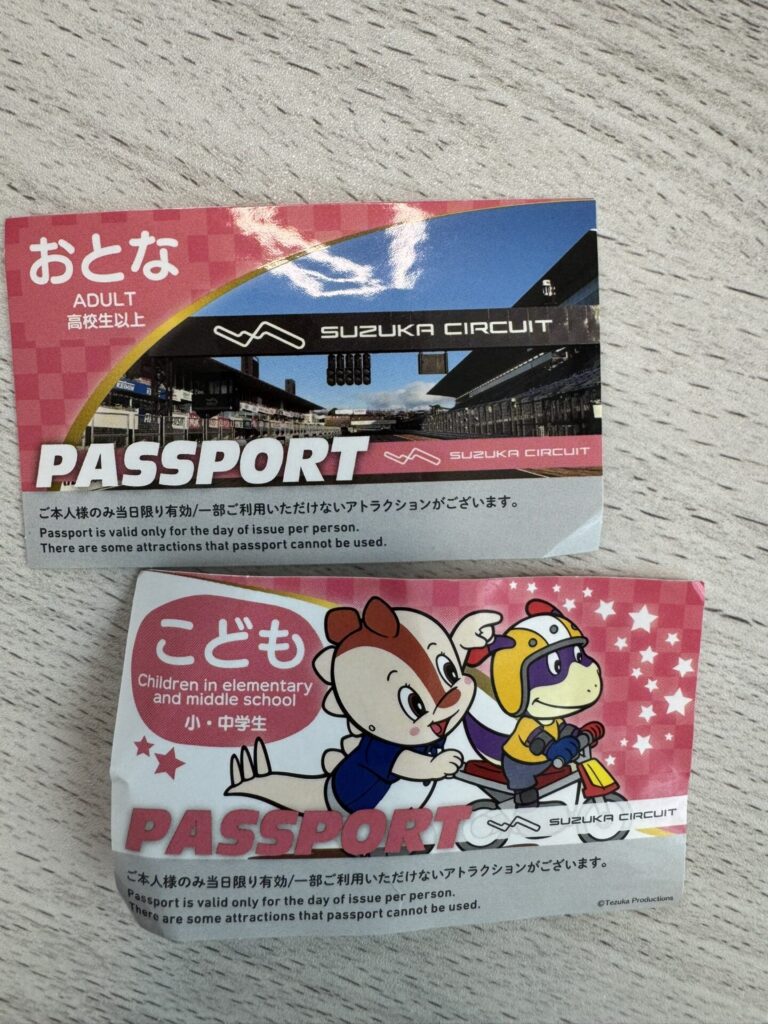 おとな
ADULT
高校生以上
SUZUKA CIRCUIT
PASSPORT
SUZUKA CIRCUIT
ご本人様のみ当日限り有効/一部ご利用いただけないアトラクションがございます。
Passport is valid only for the day of issue per person.
There are some attractions that passport cannot be used.
こども
Children in elementary
and middle school
小・中学生
PASSPORT
SUZUKA CIRCUIT
ご本人様のみ当日限り有効/一部ご利用いただけないアトラクションがございます。
Passport is valid only for the day of issue per person.
There are some attractions that passport cannot be used.
©Tezuka Productions